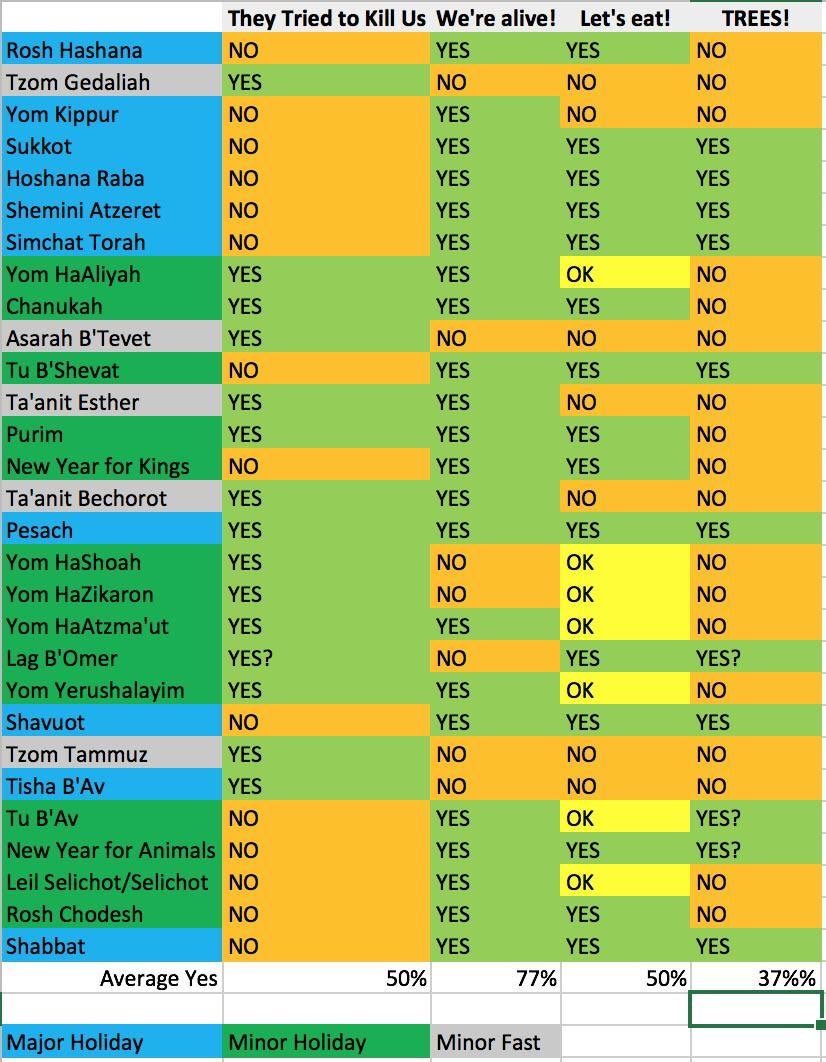 They Tried to Kill Us We're alive! Let's eat! TREES!
Rosh Hashana NO YES YES NO
Tzom Gedaliah YES NO NO NO
Yom Kippur NO YES NO NO
Sukkot NO YES YES YES
Hoshana Raba NO YES YES YES
Shemini Atzeret NO YES YES YES
Simchat Torah NO YES YES YES
Yom HaAliyah YES YES OK NO
Chanukah YES YES YES NO
Asarah B'Tevet YES NO NO NO
Tu B'Shevat NO YES YES YES
Ta'anit Esther YES YES NO NO
Purim YES YES YES NO
New Year for Kings NO YES YES NO
Ta'anit Bechorot YES YES NO NO
Pesach YES YES YES YES
Yom HaShoah YES NO OK NO
Yom HaZikaron YES NO OK NO
Yom HaAtzma'ut YES YES OK NO
Lag B'Omer YES? NO YES YES?
Yom Yerushalayim YES YES OK NO
Shavuot NO YES YES YES
Tzom Tammuz YES NO NO NO
Tisha B'Av YES NO NO NO
Tu B'Av NO YES OK YES?
New Year for Animals NO YES YES YES?
Leil Selichot/Selichot NO YES OK NO
Rosh Chodesh NO YES YES NO
Shabbat NO YES YES YES
Average Yes 50% 77% 50% 37%%
Major Holiday Minor Holiday Minor Fast